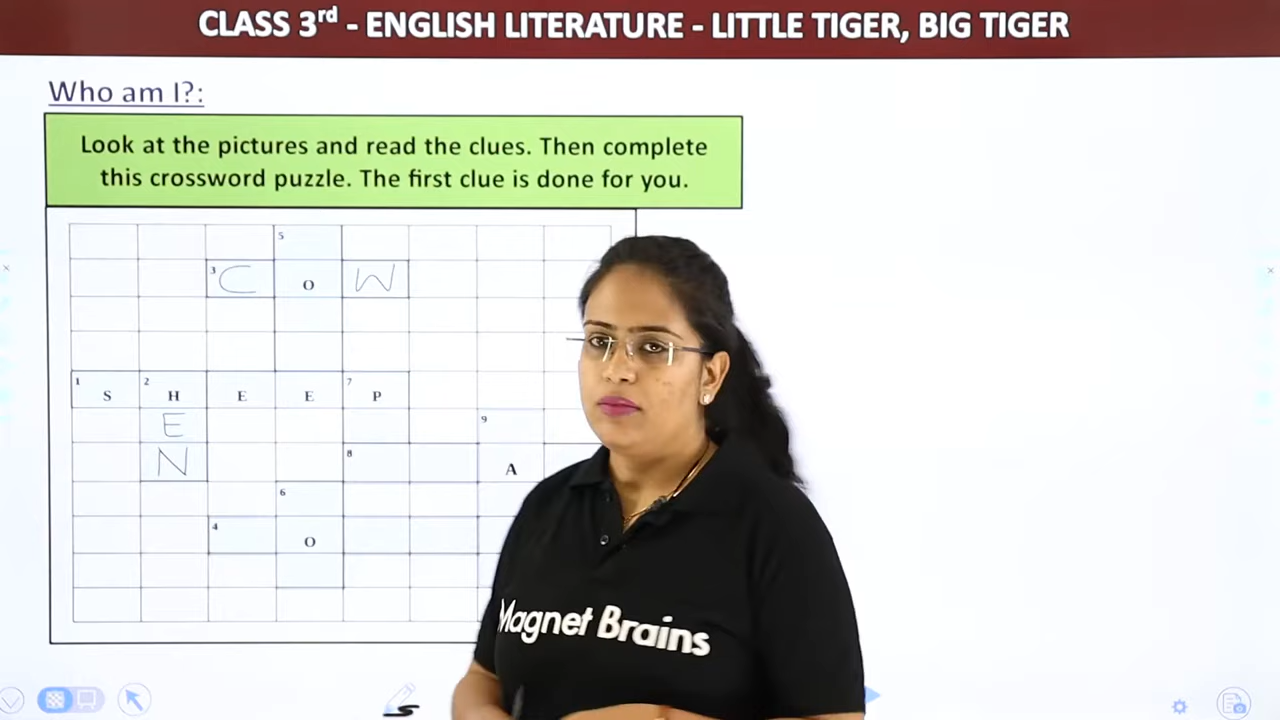 CLASS 3rd - ENGLISH LITERATURE - LITTLE TIGER, BIG TIGER
Who am I?:
Look at the pictures and read the clues. Then complete
this crossword puzzle. The first clue is done for you.
5
3 C O W
1 S 2 H E E 7 P
E 9
N 8 A
6
4 O
Magnet Brains